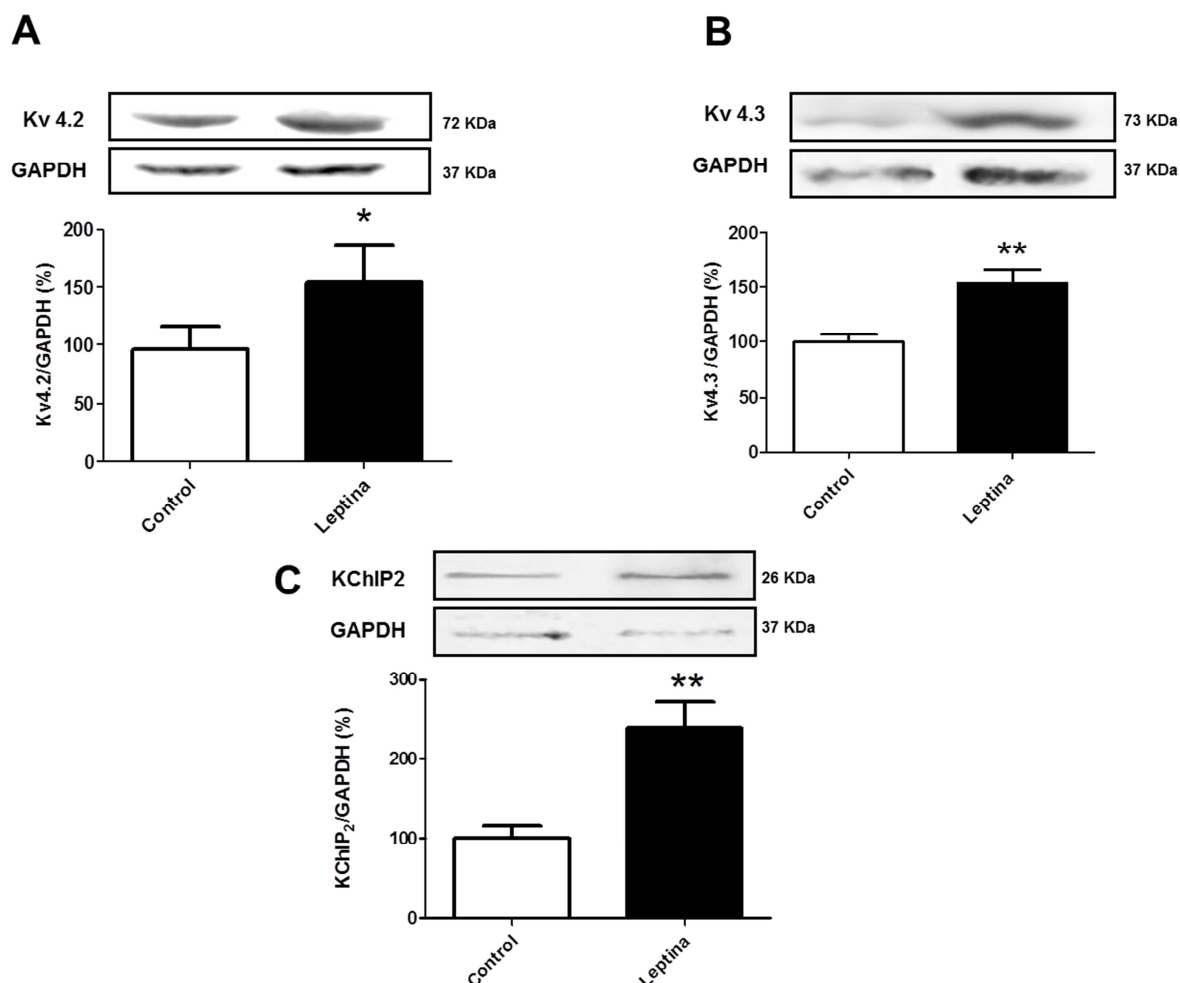 A
Kv 4.2
72 KDa
GAPDH
37 KDa
*
Kv4.2/GAPDH (%)
200
150
100
50
0
Control
Leptina
B
Kv 4.3
73 KDa
GAPDH
37 KDa
**
Kv4.3 /GAPDH (%)
200
150
100
50
0
Control
Leptina
C
KChIP2
26 KDa
GAPDH
37 KDa
**
KChIP₂/GAPDH (%)
300
200
100
0
Control
Leptina